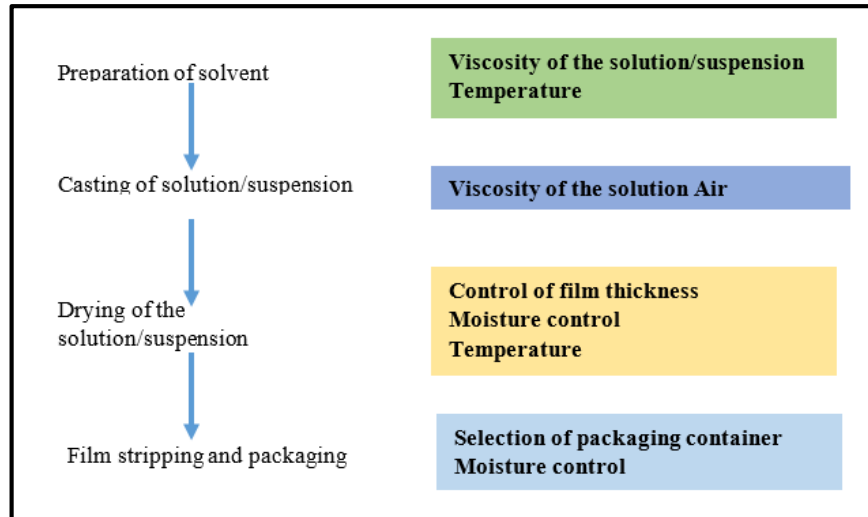 Preparation of solvent
Viscosity of the solution/suspension
Temperature
Casting of solution/suspension
Viscosity of the solution Air
Drying of the
solution/suspension
Control of film thickness
Moisture control
Temperature
Film stripping and packaging
Selection of packaging container
Moisture control